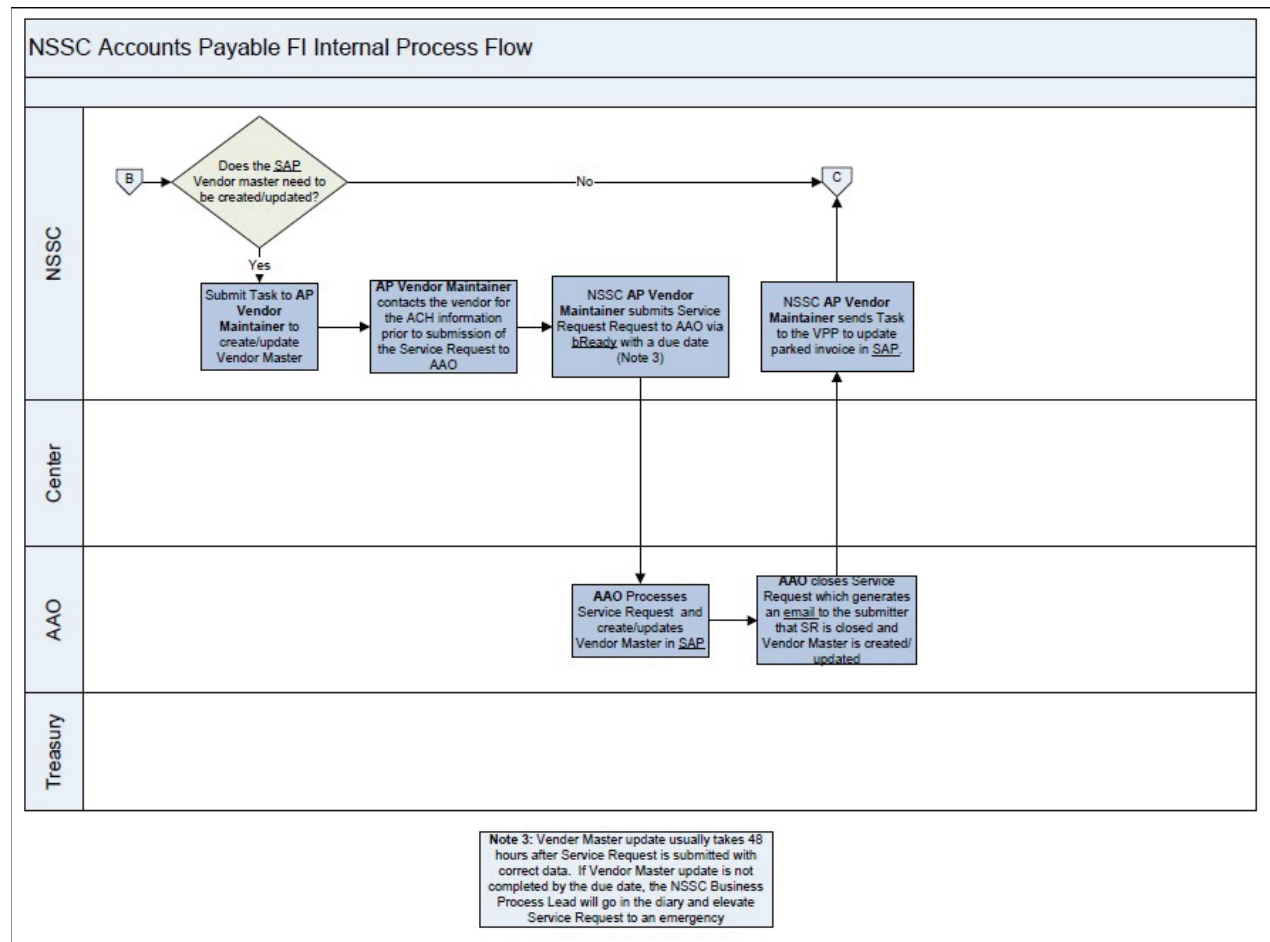 NSSC Accounts Payable FI Internal Process Flow
NSSC
B
Does the SAP
Vendor master need to
be created/updated?
No
C
Yes
Submit Task to AP
Vendor
Maintainer to
create/update
Vendor Master
AP Vendor Maintainer
contacts the vendor for
the ACH information
prior to submission of
the Service Request to
AAO
NSSC AP Vendor
Maintainer submits Service
Request Request to AAO via
bReady with a due date
(Note 3)
NSSC AP Vendor
Maintainer sends Task
to the VPP to update
parked invoice in SAP.
Center
AAO
AAO Processes
Service Request and
create/updates
Vendor Master in SAP
AAO closes Service
Request which generates
an email to the submitter
that SR is closed and
Vendor Master is created/
updated
Treasury
Note 3: Vender Master update usually takes 48
hours after Service Request is submitted with
correct data. If Vendor Master update is not
completed by the due date, the NSSC Business
Process Lead will go in the diary and elevate
Service Request to an emergency